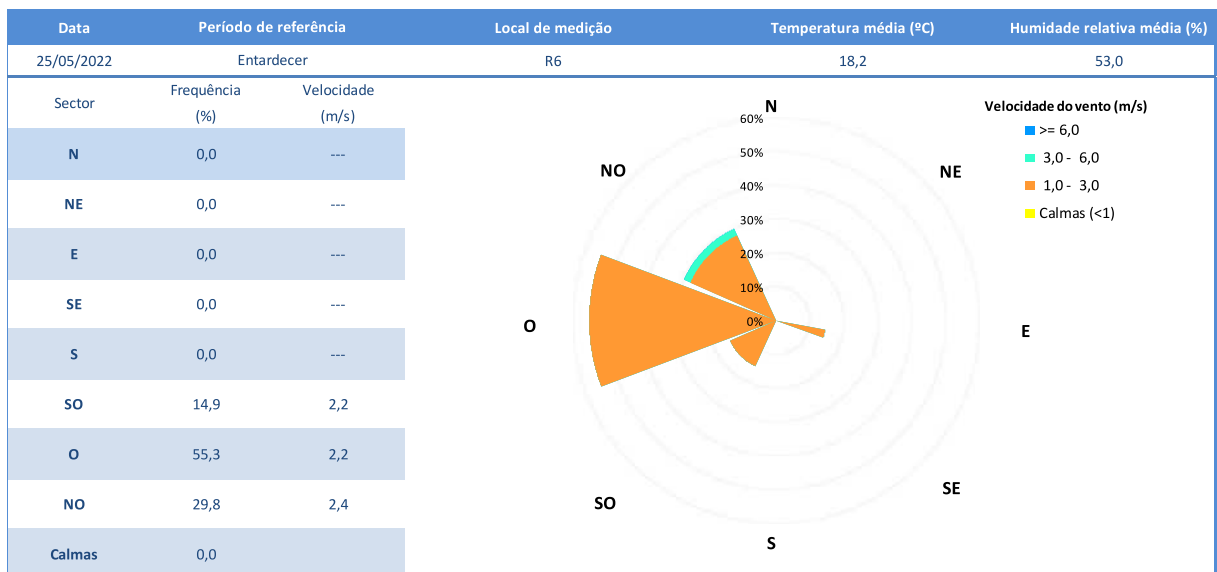 Data Período de referência Local de medição Temperatura média (ºC) Humidade relativa média (%)
25/05/2022 Entardecer R6 18,2 53,0
Sector Frequência (%) Velocidade (m/s)
N 0,0 ---
NE 0,0 ---
E 0,0 ---
SE 0,0 ---
S 0,0 ---
SO 14,9 2,2
O 55,3 2,2
NO 29,8 2,4
Calmas 0,0
N
NE
E
SE
S
SO
O
NO
60%
50%
40%
30%
20%
10%
0%
Velocidade do vento (m/s)
>= 6,0
3,0 - 6,0
1,0 - 3,0
Calmas (<1)